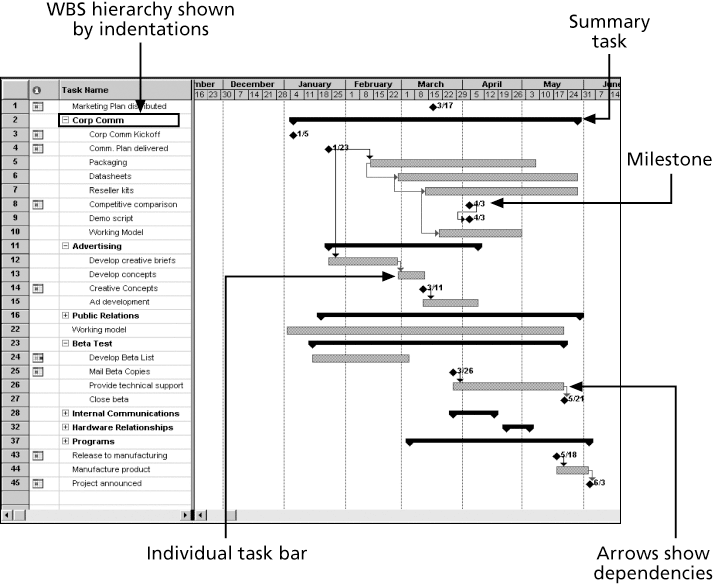 WBS hierarchy shown
by indentations
Summary
task
Task Name
mber December January February March April May June
16 23 30 7 14 21 28 4 11 18 25 1 8 15 22 1 8 15 22 29 5 12 19 26 3 10 17 24 31 7 14
1 Marketing Plan distributed 3/17
2 Corp Comm
3 Corp Comm Kickoff 1/5
4 Comm. Plan delivered 1/23
5 Packaging
6 Datasheets
7 Reseller kits
Milestone
8 Competitive comparison 4/3
9 Demo script 4/3
10 Working Model
11 Advertising
12 Develop creative briefs
13 Develop concepts
14 Creative Concepts 3/11
15 Ad development
16 Public Relations
22 Working model
23 Beta Test
24 Develop Beta List
25 Mail Beta Copies 3/26
26 Provide technical support
27 Close beta 5/21
28 Internal Communications
32 Hardware Relationships
37 Programs
43 Release to manufacturing 5/18
44 Manufacture product
45 Project announced 6/3
Individual task bar
Arrows show
dependencies